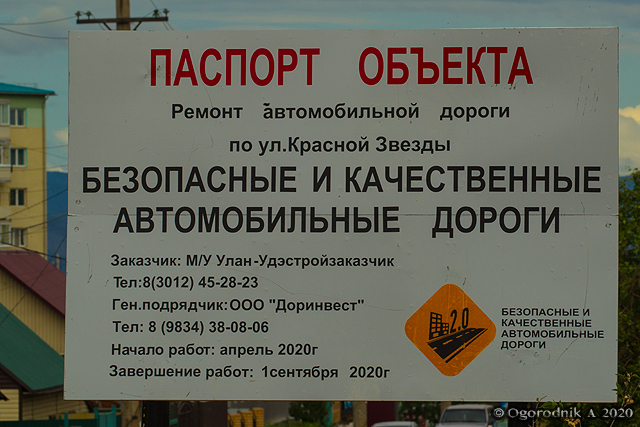 ПАСПОРТ ОБЪЕКТА
Ремонт автомобильной дороги
по ул.Красной Звезды
БЕЗОПАСНЫЕ И КАЧЕСТВЕННЫЕ
АВТОМОБИЛЬНЫЕ ДОРОГИ
Заказчик: М/У Улан-Удэстройзаказчик
Тел:8(3012) 45-28-23
Ген.подрядчик:ООО "Доринвест"
Тел: 8 (9834) 38-08-06
Начало работ: апрель 2020г
Завершение работ: 1сентября 2020г
2.0
БЕЗОПАСНЫЕ И
КАЧЕСТВЕННЫЕ
АВТОМОБИЛЬНЫЕ
ДОРОГИ
© Ogorodnik A 2020